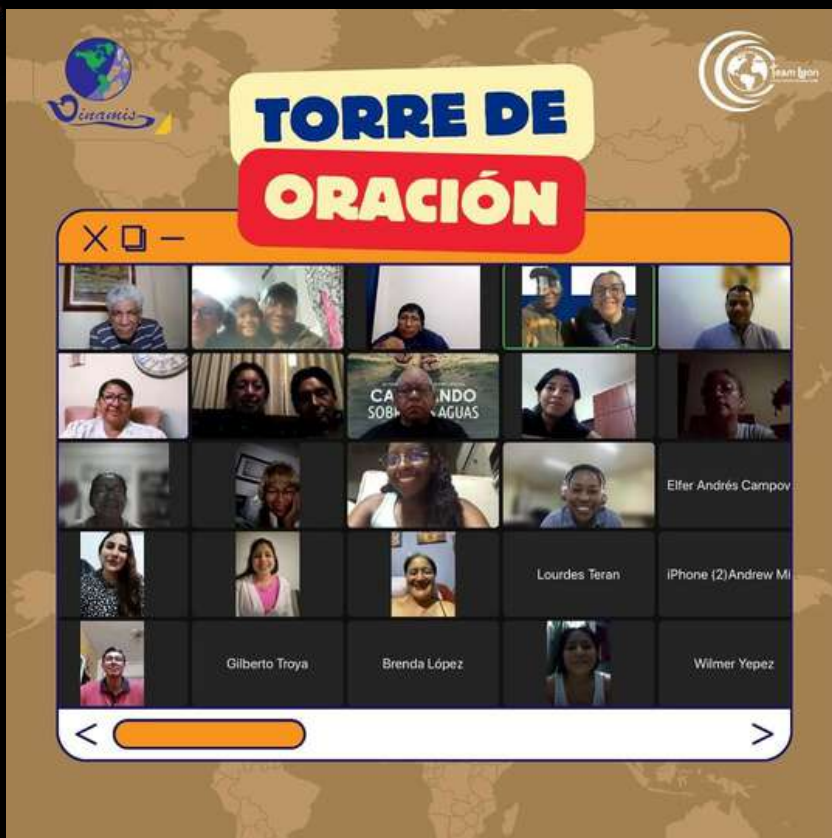 Dinamis
Team Lyon
TORRE DE
ORACIÓN
CA NDO
SOB AGUAS
Elfer Andrés Campov
Lourdes Teran
iPhone (2)Andrew Mi
Gilberto Troya
Brenda López
Wilmer Yepez